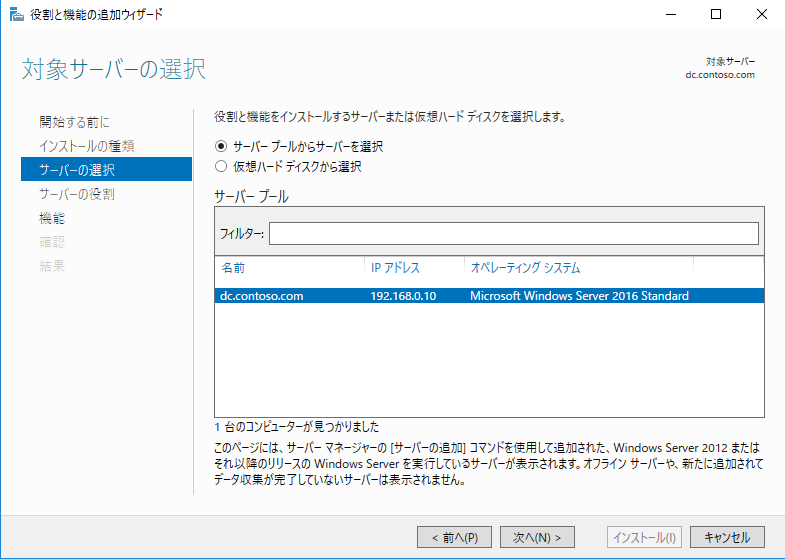 役割と機能の追加ウィザード
対象サーバーの選択
対象サーバー
dc.contoso.com
開始する前に
インストールの種類
サーバーの選択
サーバーの役割
機能
確認
結果
役割と機能をインストールするサーバーまたは仮想ハード ディスクを選択します。
サーバー プールからサーバーを選択
仮想ハード ディスクから選択
サーバー プール
フィルター:
名前 IP アドレス オペレーティング システム
dc.contoso.com 192.168.0.10 Microsoft Windows Server 2016 Standard
1 台のコンピューターが見つかりました
このページには、サーバー マネージャーの [サーバーの追加] コマンドを使用して追加された、Windows Server 2012 または
それ以降のリリースの Windows Server を実行しているサーバーが表示されます。オフライン サーバーや、新たに追加されて
データ収集が完了していないサーバーは表示されません。
< 前へ(P) 次へ(N) > インストール(I) キャンセル